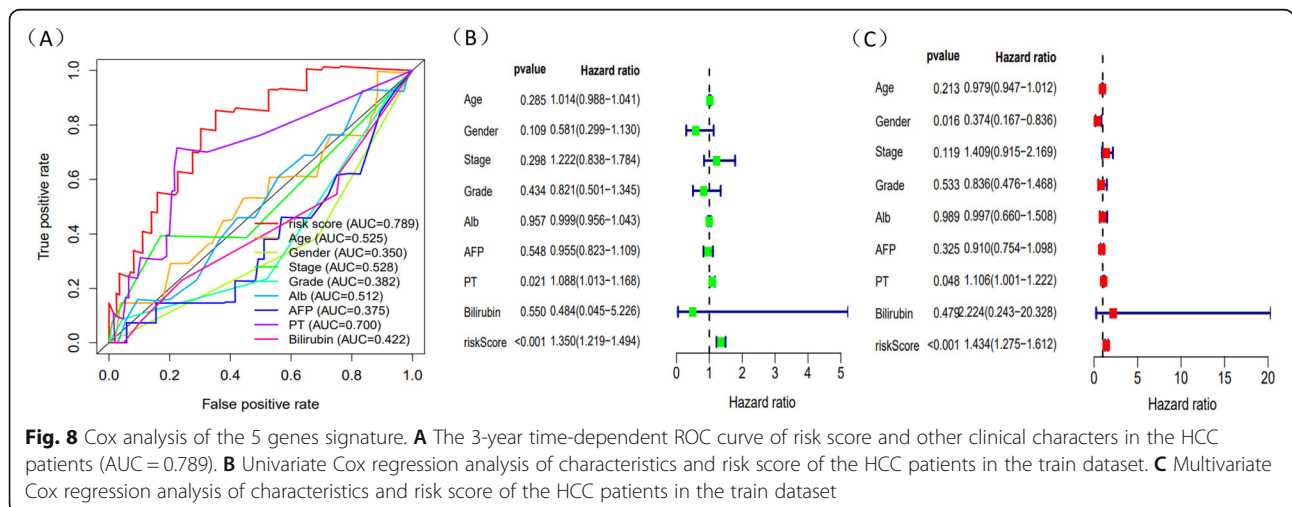 （A）
True positive rate
1.0
0.8
0.6
0.4
0.2
0.0
risk score (AUC=0.789)
Age (AUC=0.525)
Gender (AUC=0.350)
Stage (AUC=0.528)
Grade (AUC=0.382)
Alb (AUC=0.512)
AFP (AUC=0.375)
PT (AUC=0.700)
Bilirubin (AUC=0.422)
0.0 0.2 0.4 0.6 0.8 1.0
False positive rate
（B）
pvalue Hazard ratio
Age 0.285 1.014(0.988−1.041)
Gender 0.109 0.581(0.299−1.130)
Stage 0.298 1.222(0.838−1.784)
Grade 0.434 0.821(0.501−1.345)
Alb 0.957 0.999(0.956−1.043)
AFP 0.548 0.955(0.823−1.109)
PT 0.021 1.088(1.013−1.168)
Bilirubin 0.550 0.484(0.045−5.226)
riskScore <0.001 1.350(1.219−1.494)
0 1 2 3 4 5
Hazard ratio
（C）
pvalue Hazard ratio
Age 0.213 0.979(0.947−1.012)
Gender 0.016 0.374(0.167−0.836)
Stage 0.119 1.409(0.915−2.169)
Grade 0.533 0.836(0.476−1.468)
Alb 0.989 0.997(0.660−1.508)
AFP 0.325 0.910(0.754−1.098)
PT 0.048 1.106(1.001−1.222)
Bilirubin 0.479 2.224(0.243−20.328)
riskScore <0.001 1.434(1.275−1.612)
0 5 10 15 20
Hazard ratio
Fig. 8 Cox analysis of the 5 genes signature. A The 3-year time-dependent ROC curve of risk score and other clinical characters in the HCC
patients (AUC = 0.789). B Univariate Cox regression analysis of characteristics and risk score of the HCC patients in the train dataset. C Multivariate
Cox regression analysis of characteristics and risk score of the HCC patients in the train dataset